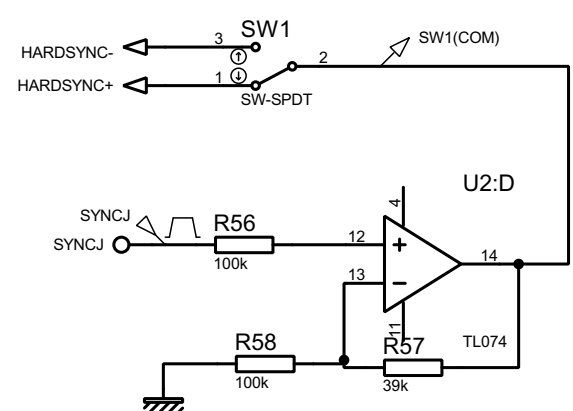 SW1
3
HARDSYNC-
2
SW1(COM)
HARDSYNC+
1
SW-SPDT
U2:D
4
SYNCJ
R56
SYNCJ
12
100k
14
13
11
TL074
R58
R57
100k
39k